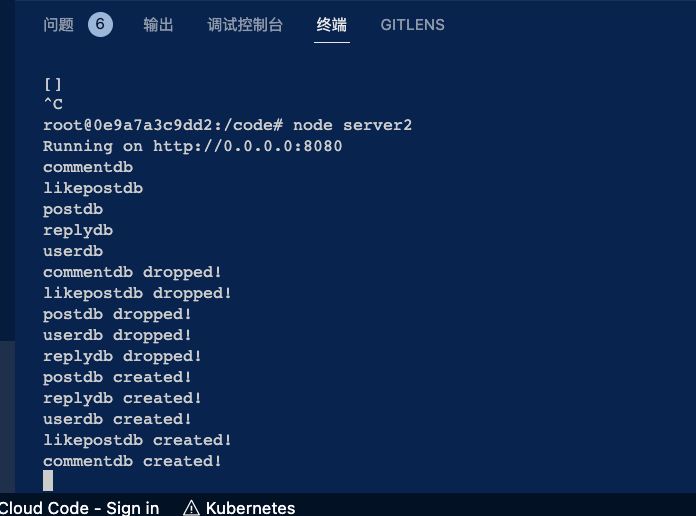 问题 6 输出 调试控制台 终端 GITLENS
[]
^C
root@0e9a7a3c9dd2:/code# node server2
Running on http://0.0.0.0:8080
commentdb
likepostdb
postdb
replydb
userdb
commentdb dropped!
likepostdb dropped!
postdb dropped!
userdb dropped!
replydb dropped!
postdb created!
replydb created!
userdb created!
likepostdb created!
commentdb created!
Cloud Code - Sign in ⚠ Kubernetes